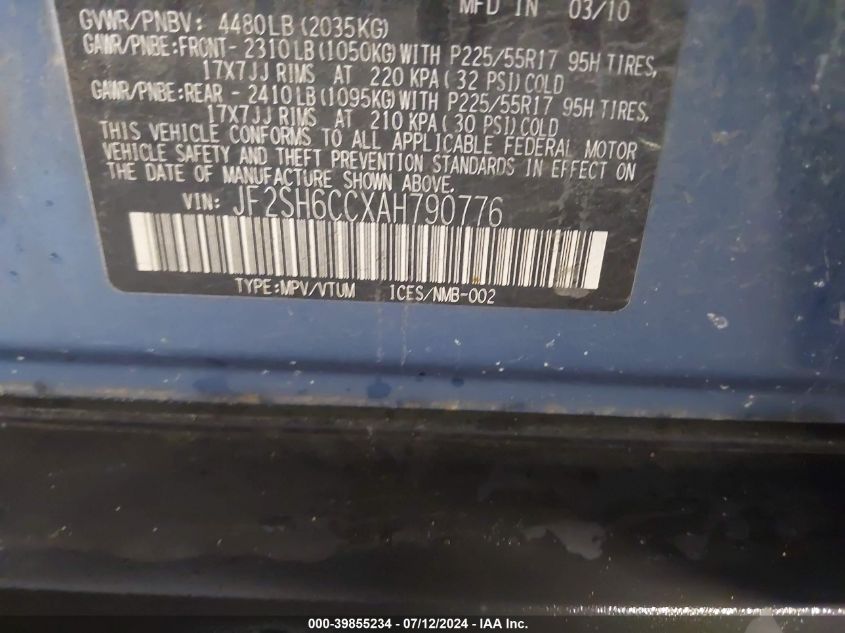 MFD IN 03/10
GVWR/PNBV: 4480LB (2035KG)
GAWR/PNBE:FRONT- 2310LB (1050KG) WITH P225/55R17 95H TIRES,
17X7JJ RIMS AT 220 KPA ( 32 PSI) COLD
GAWR/PNBE:REAR - 2410LB (1095KG) WITH P225/55R17 95H TIRES,
17X7JJ RIMS AT 210 KPA (30 PSI) COLD
THIS VEHICLE CONFORMS TO ALL APPLICABLE FEDERAL MOTOR
VEHICLE SAFETY AND THEFT PREVENTION STANDARDS IN EFFECT ON
THE DATE OF MANUFACTURE SHOWN ABOVE.
VIN: JF2SH6CCXAH790776
TYPE:MPV/VTUM ICES/NMB-002
000-39855234 - 07/12/2024 - IAA Inc.